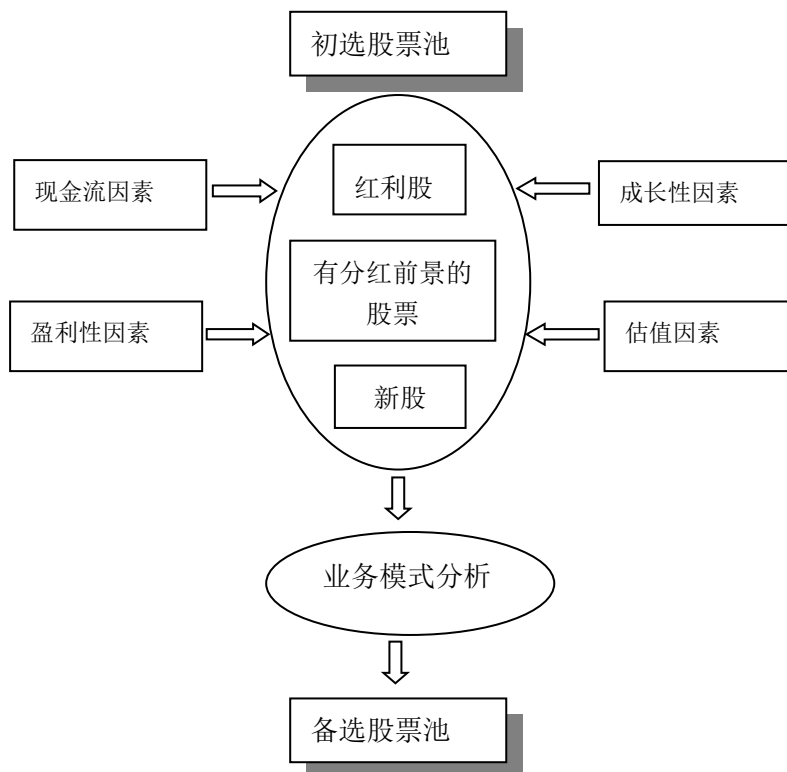 初选股票池
现金流因素
红利股
成长性因素
有分红前景的
股票
盈利性因素
估值因素
新股
业务模式分析
备选股票池